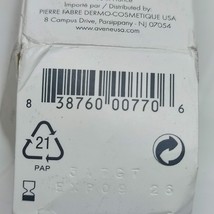 Importé par / Distributed by:
PIERRE FABRE DERMO-COSMETIQUE USA
8 Campus Drive, Parsippany - NJ 07054
www.aveneusa.com
8 38760 00770 6
21
PAP